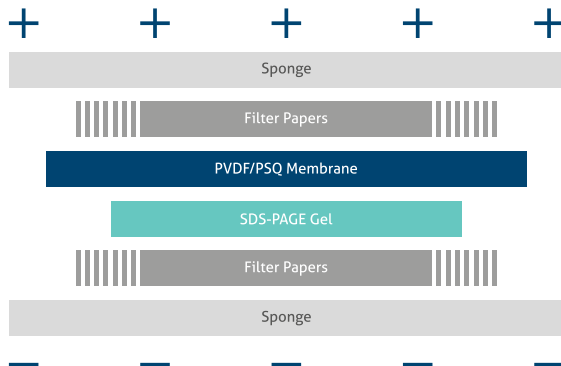 + + + + +
Sponge
Filter Papers
PVDF/PSQ Membrane
SDS-PAGE Gel
Filter Papers
Sponge
− − − − −